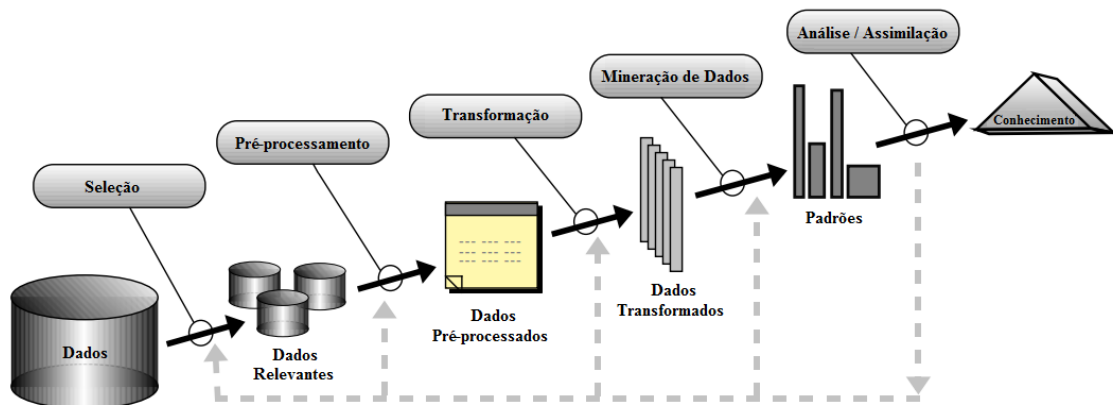 Análise / Assimilação
Mineração de Dados
Transformação
Pré-processamento
Seleção
Conhecimento
Padrões
Dados
Transformados
Dados
Pré-processados
Dados
Relevantes
Dados